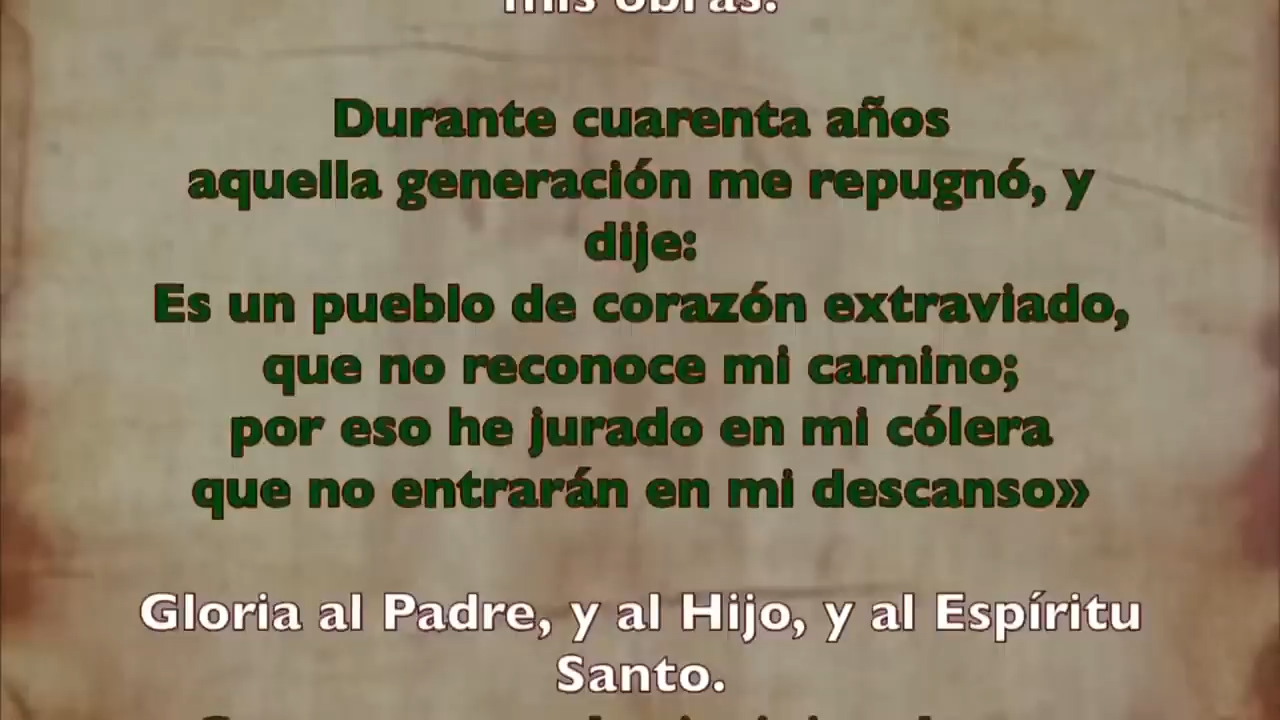 mis obras.
Durante cuarenta años
aquella generación me repugnó, y
dije:
Es un pueblo de corazón extraviado,
que no reconoce mi camino;
por eso he jurado en mi cólera
que no entrarán en mi descanso»
Gloria al Padre, y al Hijo, y al Espíritu
Santo.